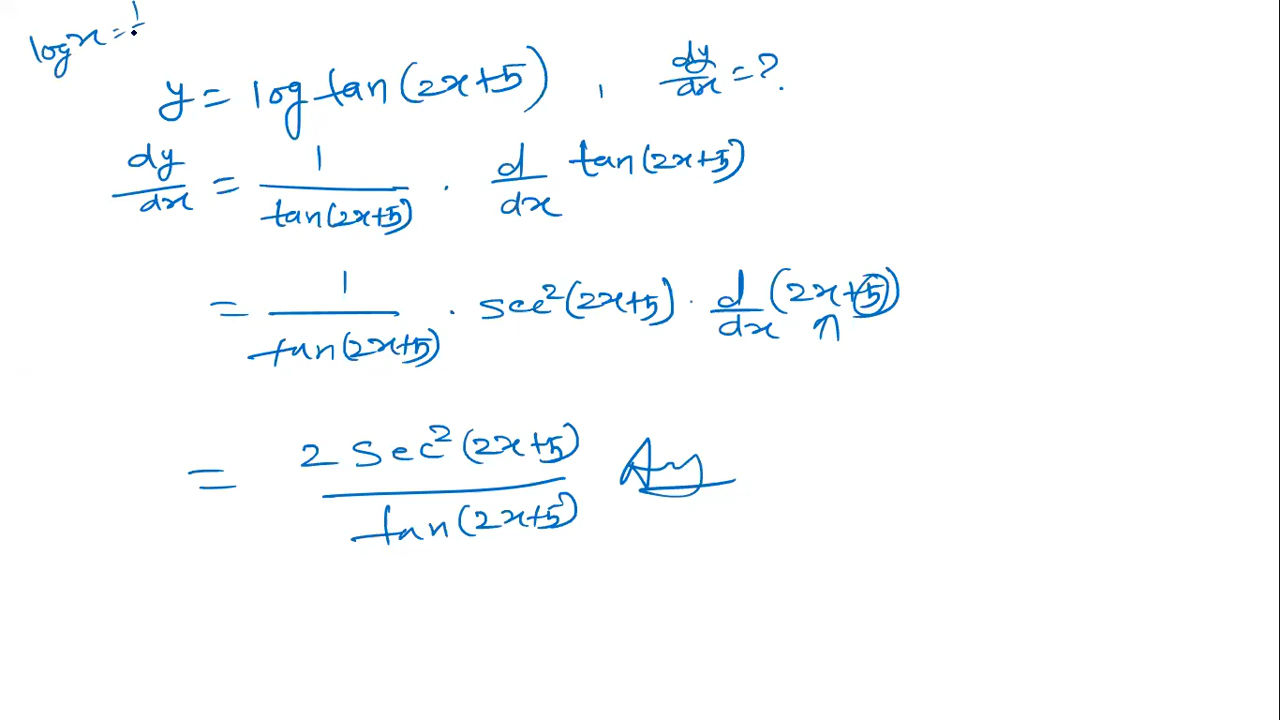 log x = 1/
y = log tan(2x+5) , dy/dx = ?
dy/dx = 1/tan(2x+5) · d/dx tan(2x+5)
= 1/tan(2x+5) · sec²(2x+5) · d/dx (2x+5)
= 2 Sec²(2x+5)/tan(2x+5)